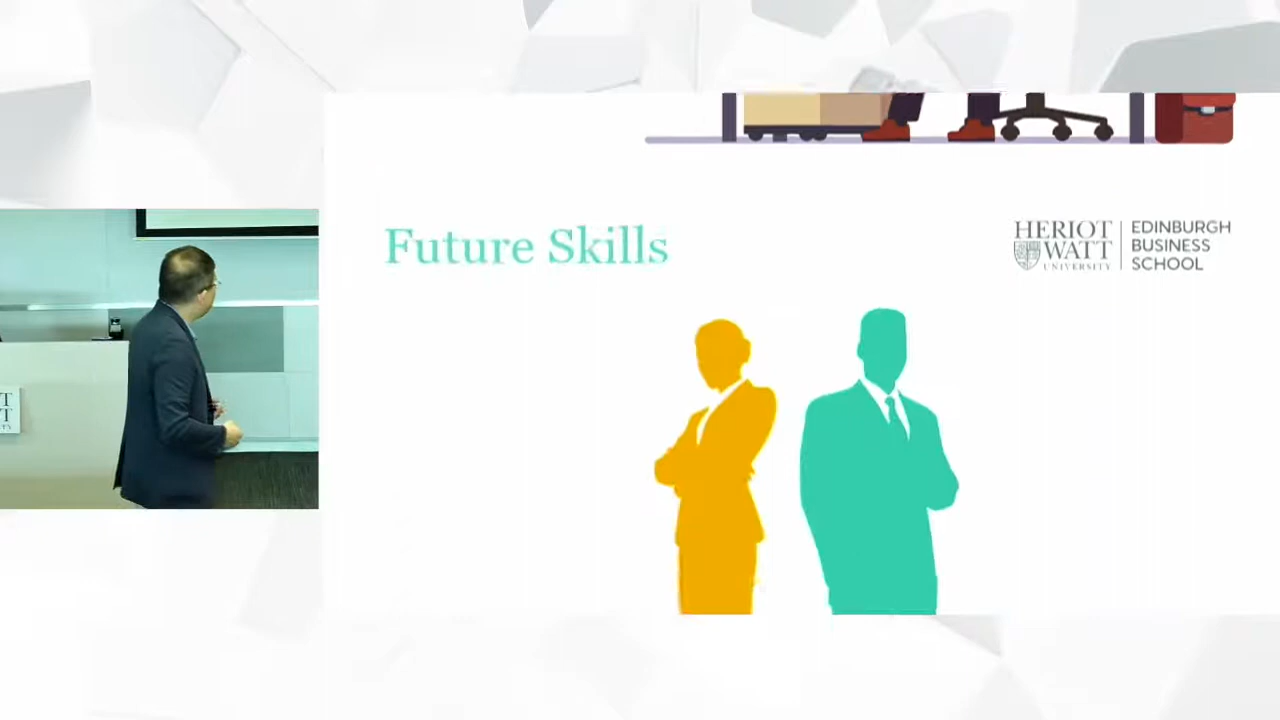 Future Skills
HERIOT
WATT
UNIVERSITY
EDINBURGH
BUSINESS
SCHOOL
T
T